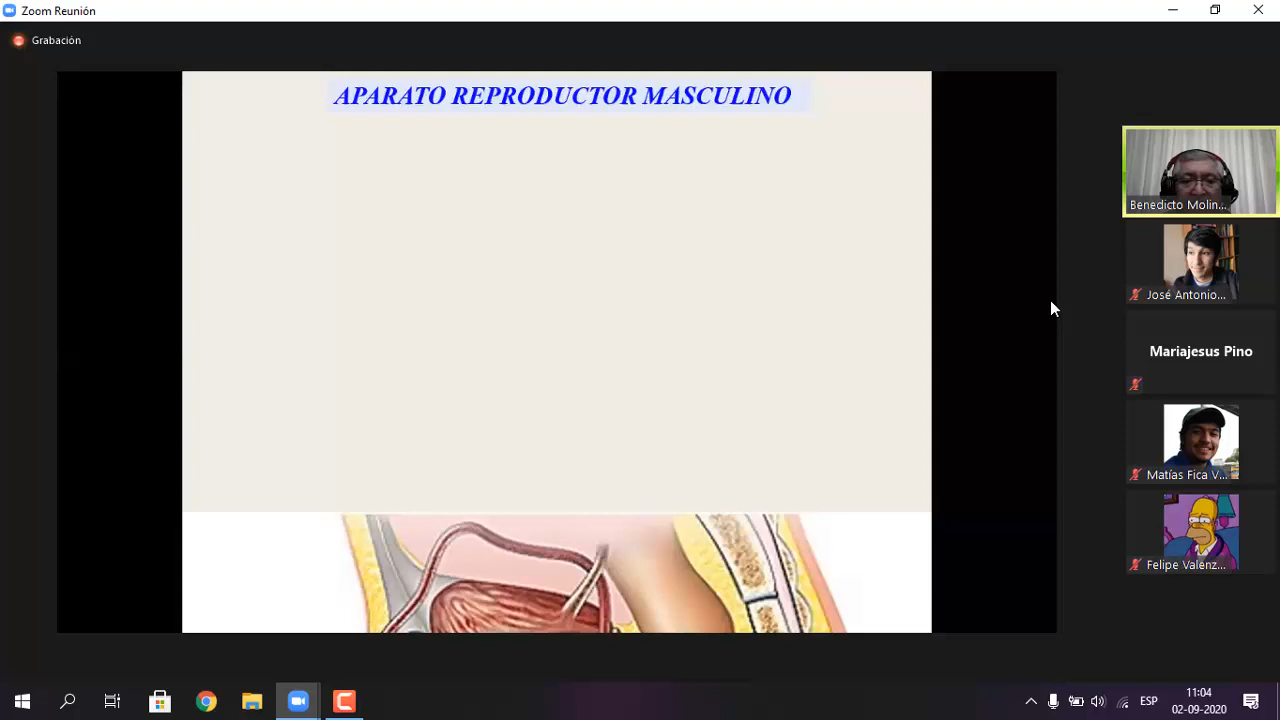 Zoom Reunión
Grabación
APARATO REPRODUCTOR MASCULINO
Benedicto Molin...
José Antonio...
Mariajesus Pino
Matías Fica V...
Felipe Valenz...
ESP
11:04
02-09-2020